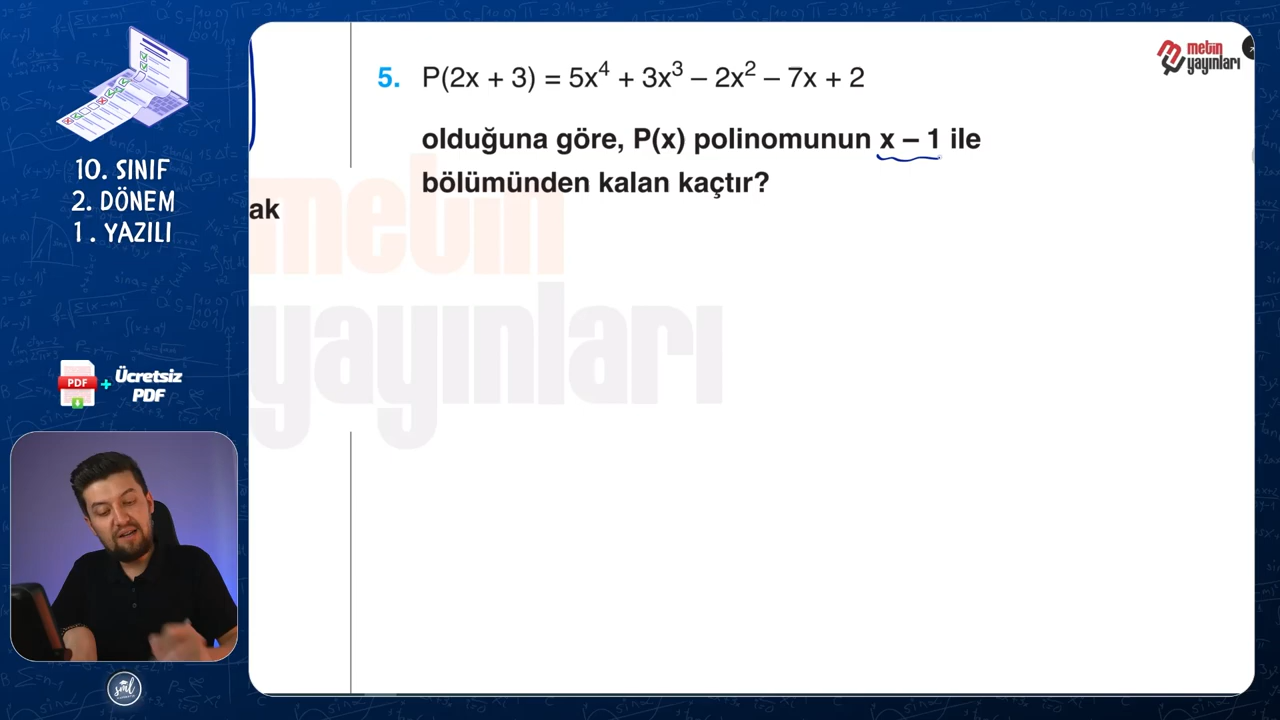 10. SINIF
2. DÖNEM
1. YAZILI
PDF
+ Ücretsiz
PDF
sml
ak
5. P(2x + 3) = 5x⁴ + 3x³ – 2x² – 7x + 2
olduğuna göre, P(x) polinomunun x – 1 ile
bölümünden kalan kaçtır?
metin
yayınları
metin
yayınları